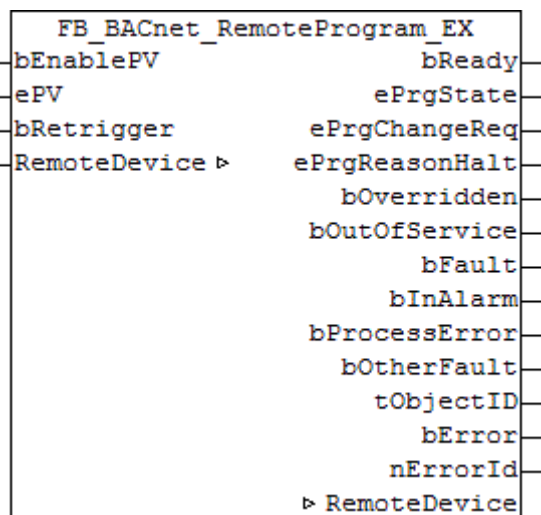 FB_BACnet_RemoteProgram_EX
bEnablePV bReady
ePV ePrgState
bRetrigger ePrgChangeReq
RemoteDevice ▹ ePrgReasonHalt
bOverridden
bOutOfService
bFault
bInAlarm
bProcessError
bOtherFault
tObjectID
bError
nErrorId
▹ RemoteDevice